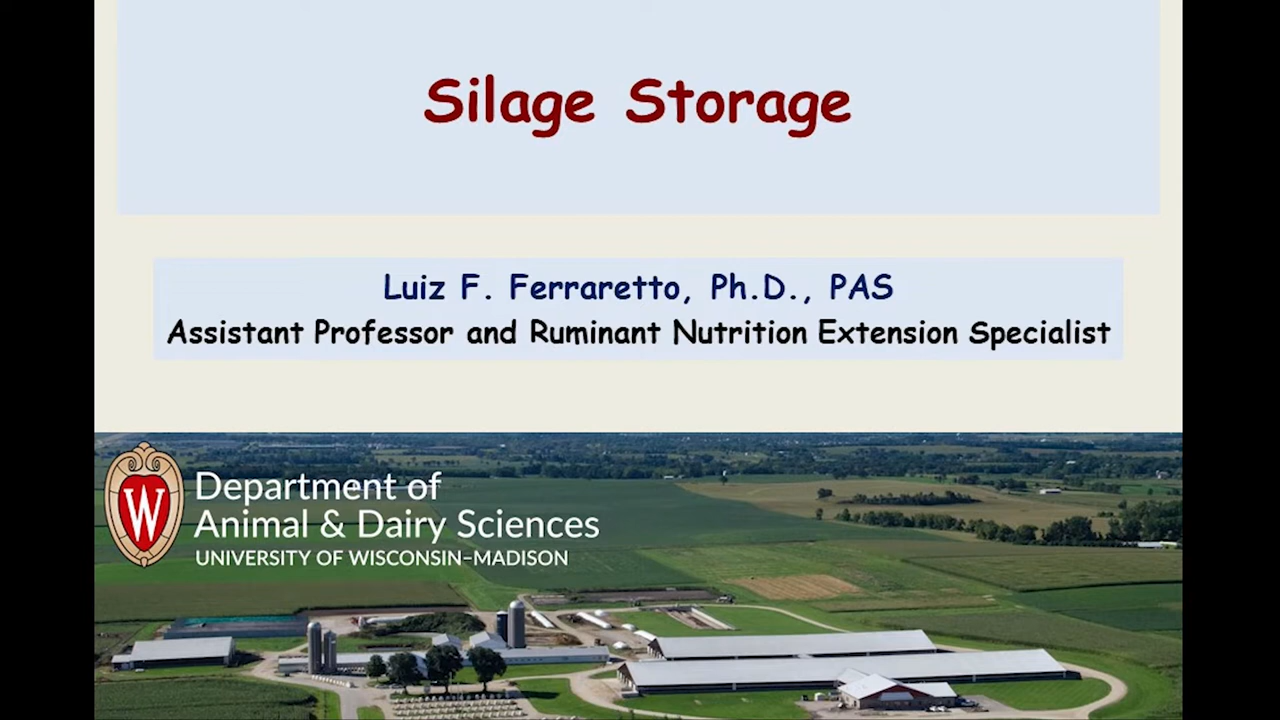 Silage Storage
Luiz F. Ferraretto, Ph.D., PAS
Assistant Professor and Ruminant Nutrition Extension Specialist
W
Department of
Animal & Dairy Sciences
UNIVERSITY OF WISCONSIN–MADISON